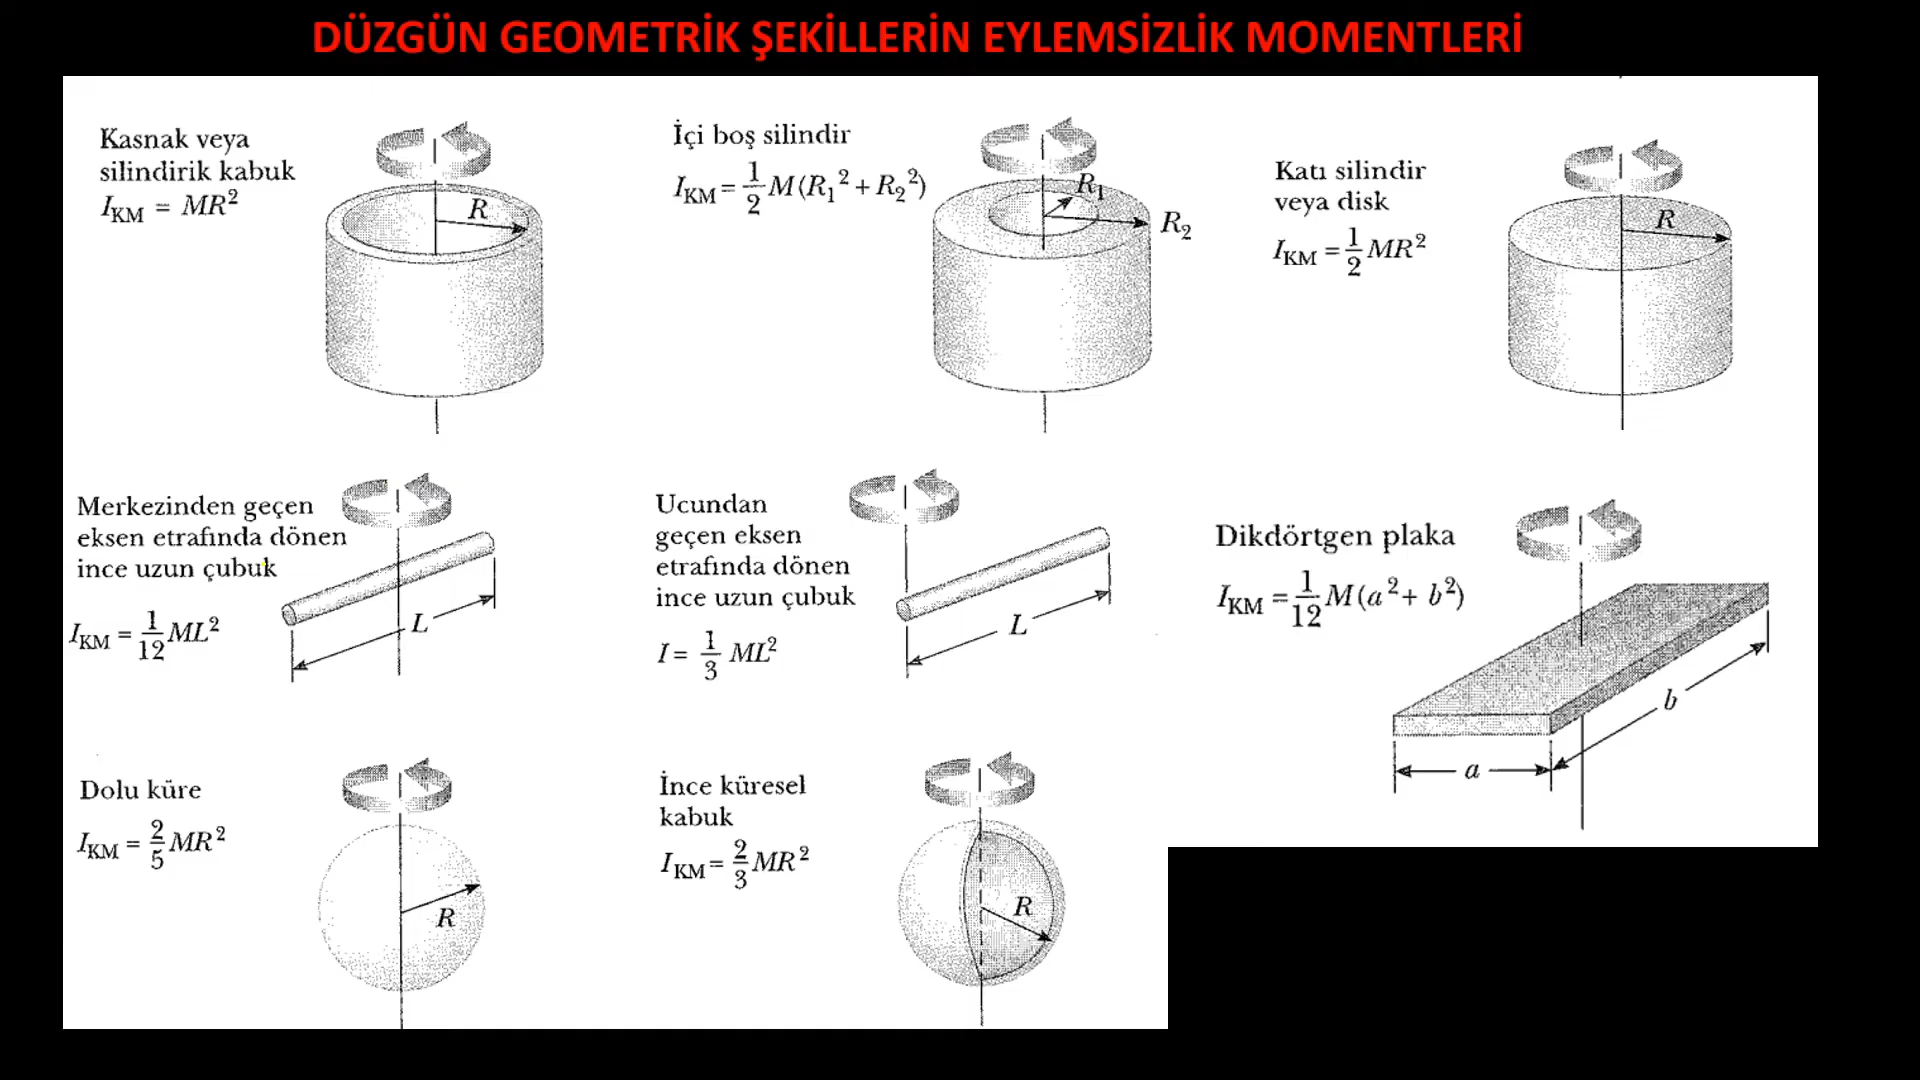 DÜZGÜN GEOMETRİK ŞEKİLLERİN EYLEMSİZLİK MOMENTLERİ
Kasnak veya
silindirik kabuk
I_KM = MR²
R
İçi boş silindir
I_KM = 1/2 M(R₁² + R₂²)
R₁
R₂
Katı silindir
veya disk
I_KM = 1/2 MR²
R
Merkezinden geçen
eksen etrafında dönen
ince uzun çubuk
I_KM = 1/12 ML²
L
Ucundan
geçen eksen
etrafında dönen
ince uzun çubuk
I = 1/3 ML²
L
Dikdörtgen plaka
I_KM = 1/12 M(a² + b²)
a
b
Dolu küre
I_KM = 2/5 MR²
R
İnce küresel
kabuk
I_KM = 2/3 MR²
R